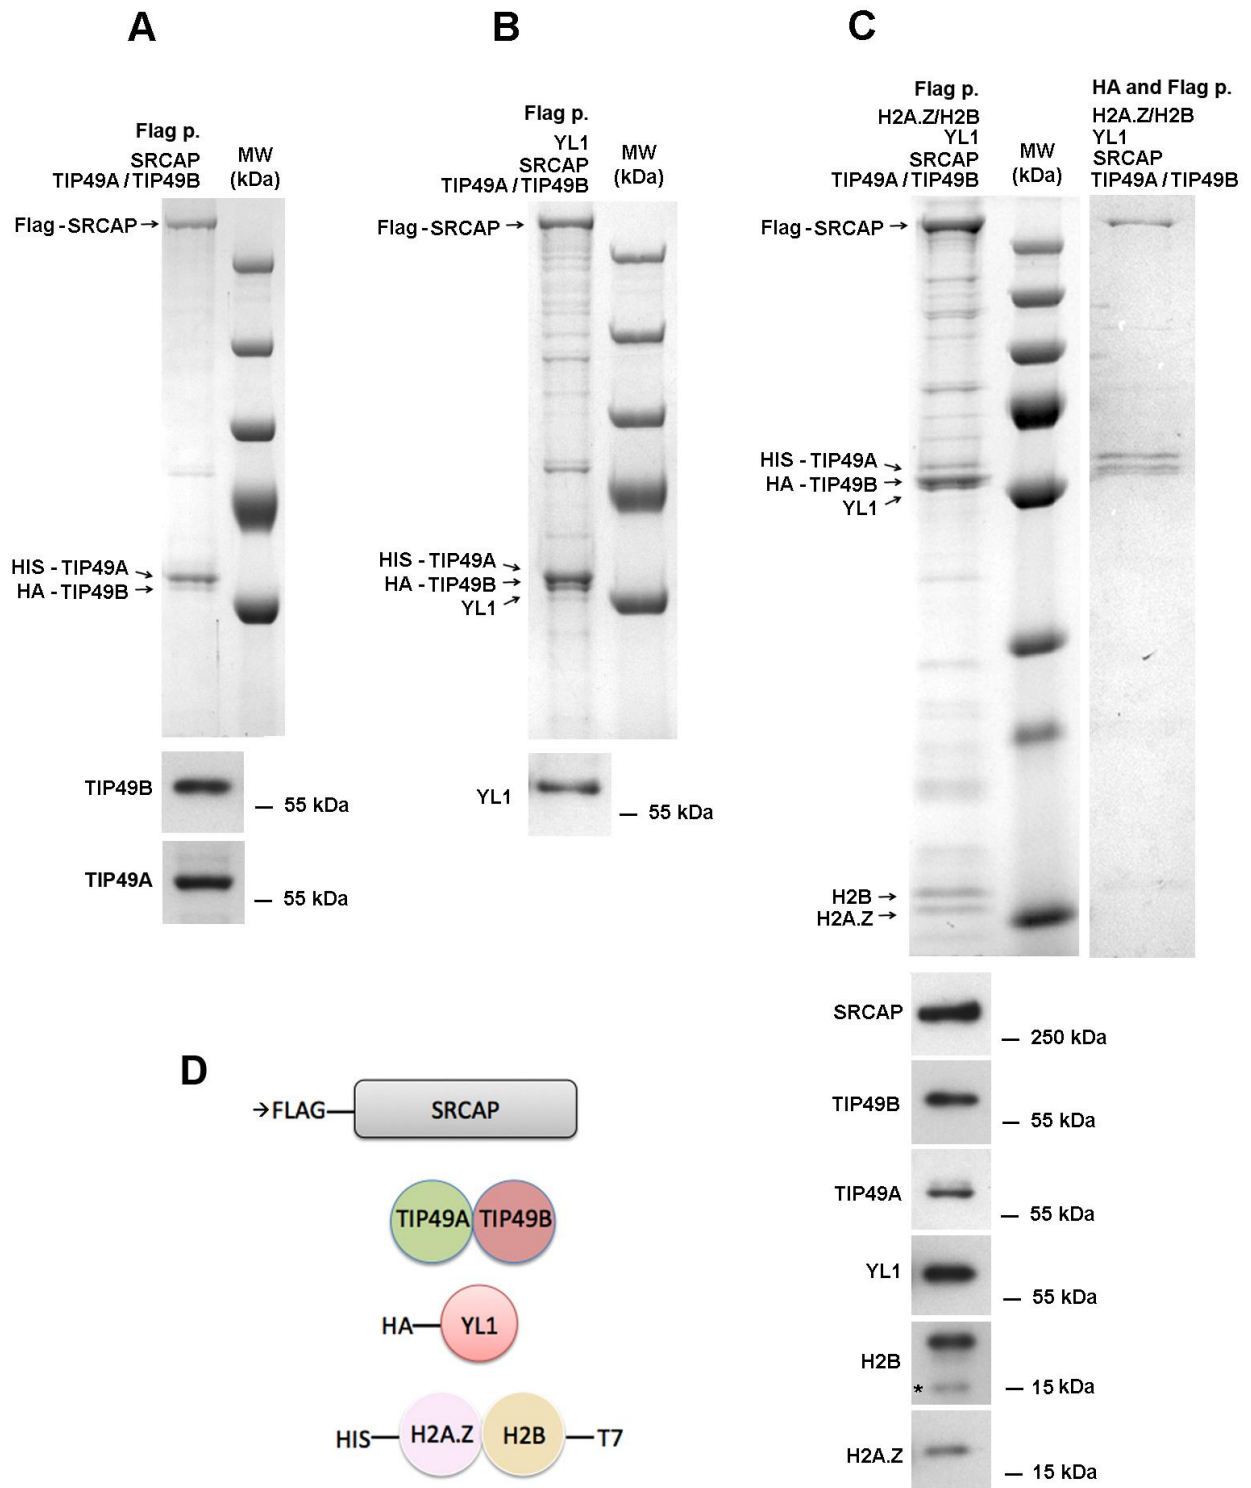 A
Flag p.
SRCAP
TIP49A / TIP49B
MW
(kDa)
Flag - SRCAP →
HIS - TIP49A
HA - TIP49B
TIP49B
55 kDa
TIP49A
55 kDa
B
Flag p.
YL1
SRCAP
TIP49A / TIP49B
MW
(kDa)
Flag - SRCAP →
HIS - TIP49A
HA - TIP49B
YL1
YL1
55 kDa
C
Flag p.
H2A.Z/H2B
YL1
SRCAP
TIP49A / TIP49B
MW
(kDa)
HA and Flag p.
H2A.Z/H2B
YL1
SRCAP
TIP49A / TIP49B
Flag - SRCAP →
HIS - TIP49A
HA - TIP49B
YL1
H2B →
H2A.Z →
SRCAP
250 kDa
TIP49B
55 kDa
TIP49A
55 kDa
YL1
55 kDa
H2B
* 15 kDa
H2A.Z
15 kDa
D
→FLAG
SRCAP
TIP49A TIP49B
HA YL1
HIS H2A.Z H2B T7